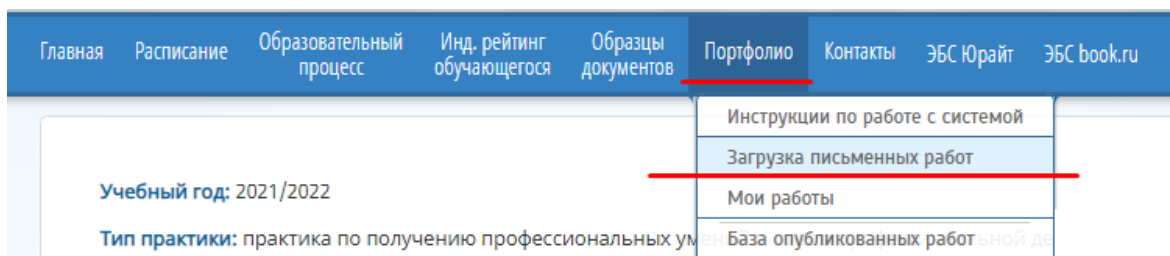 Главная Расписание Образовательный процесс Инд. рейтинг обучающегося Образцы документов Портфолио Контакты ЭБС Юрайт ЭБС book.ru
Инструкции по работе с системой
Загрузка письменных работ
Учебный год: 2021/2022
Мои работы
Тип практики: практика по получению профессиональных ум
База опубликованных работ